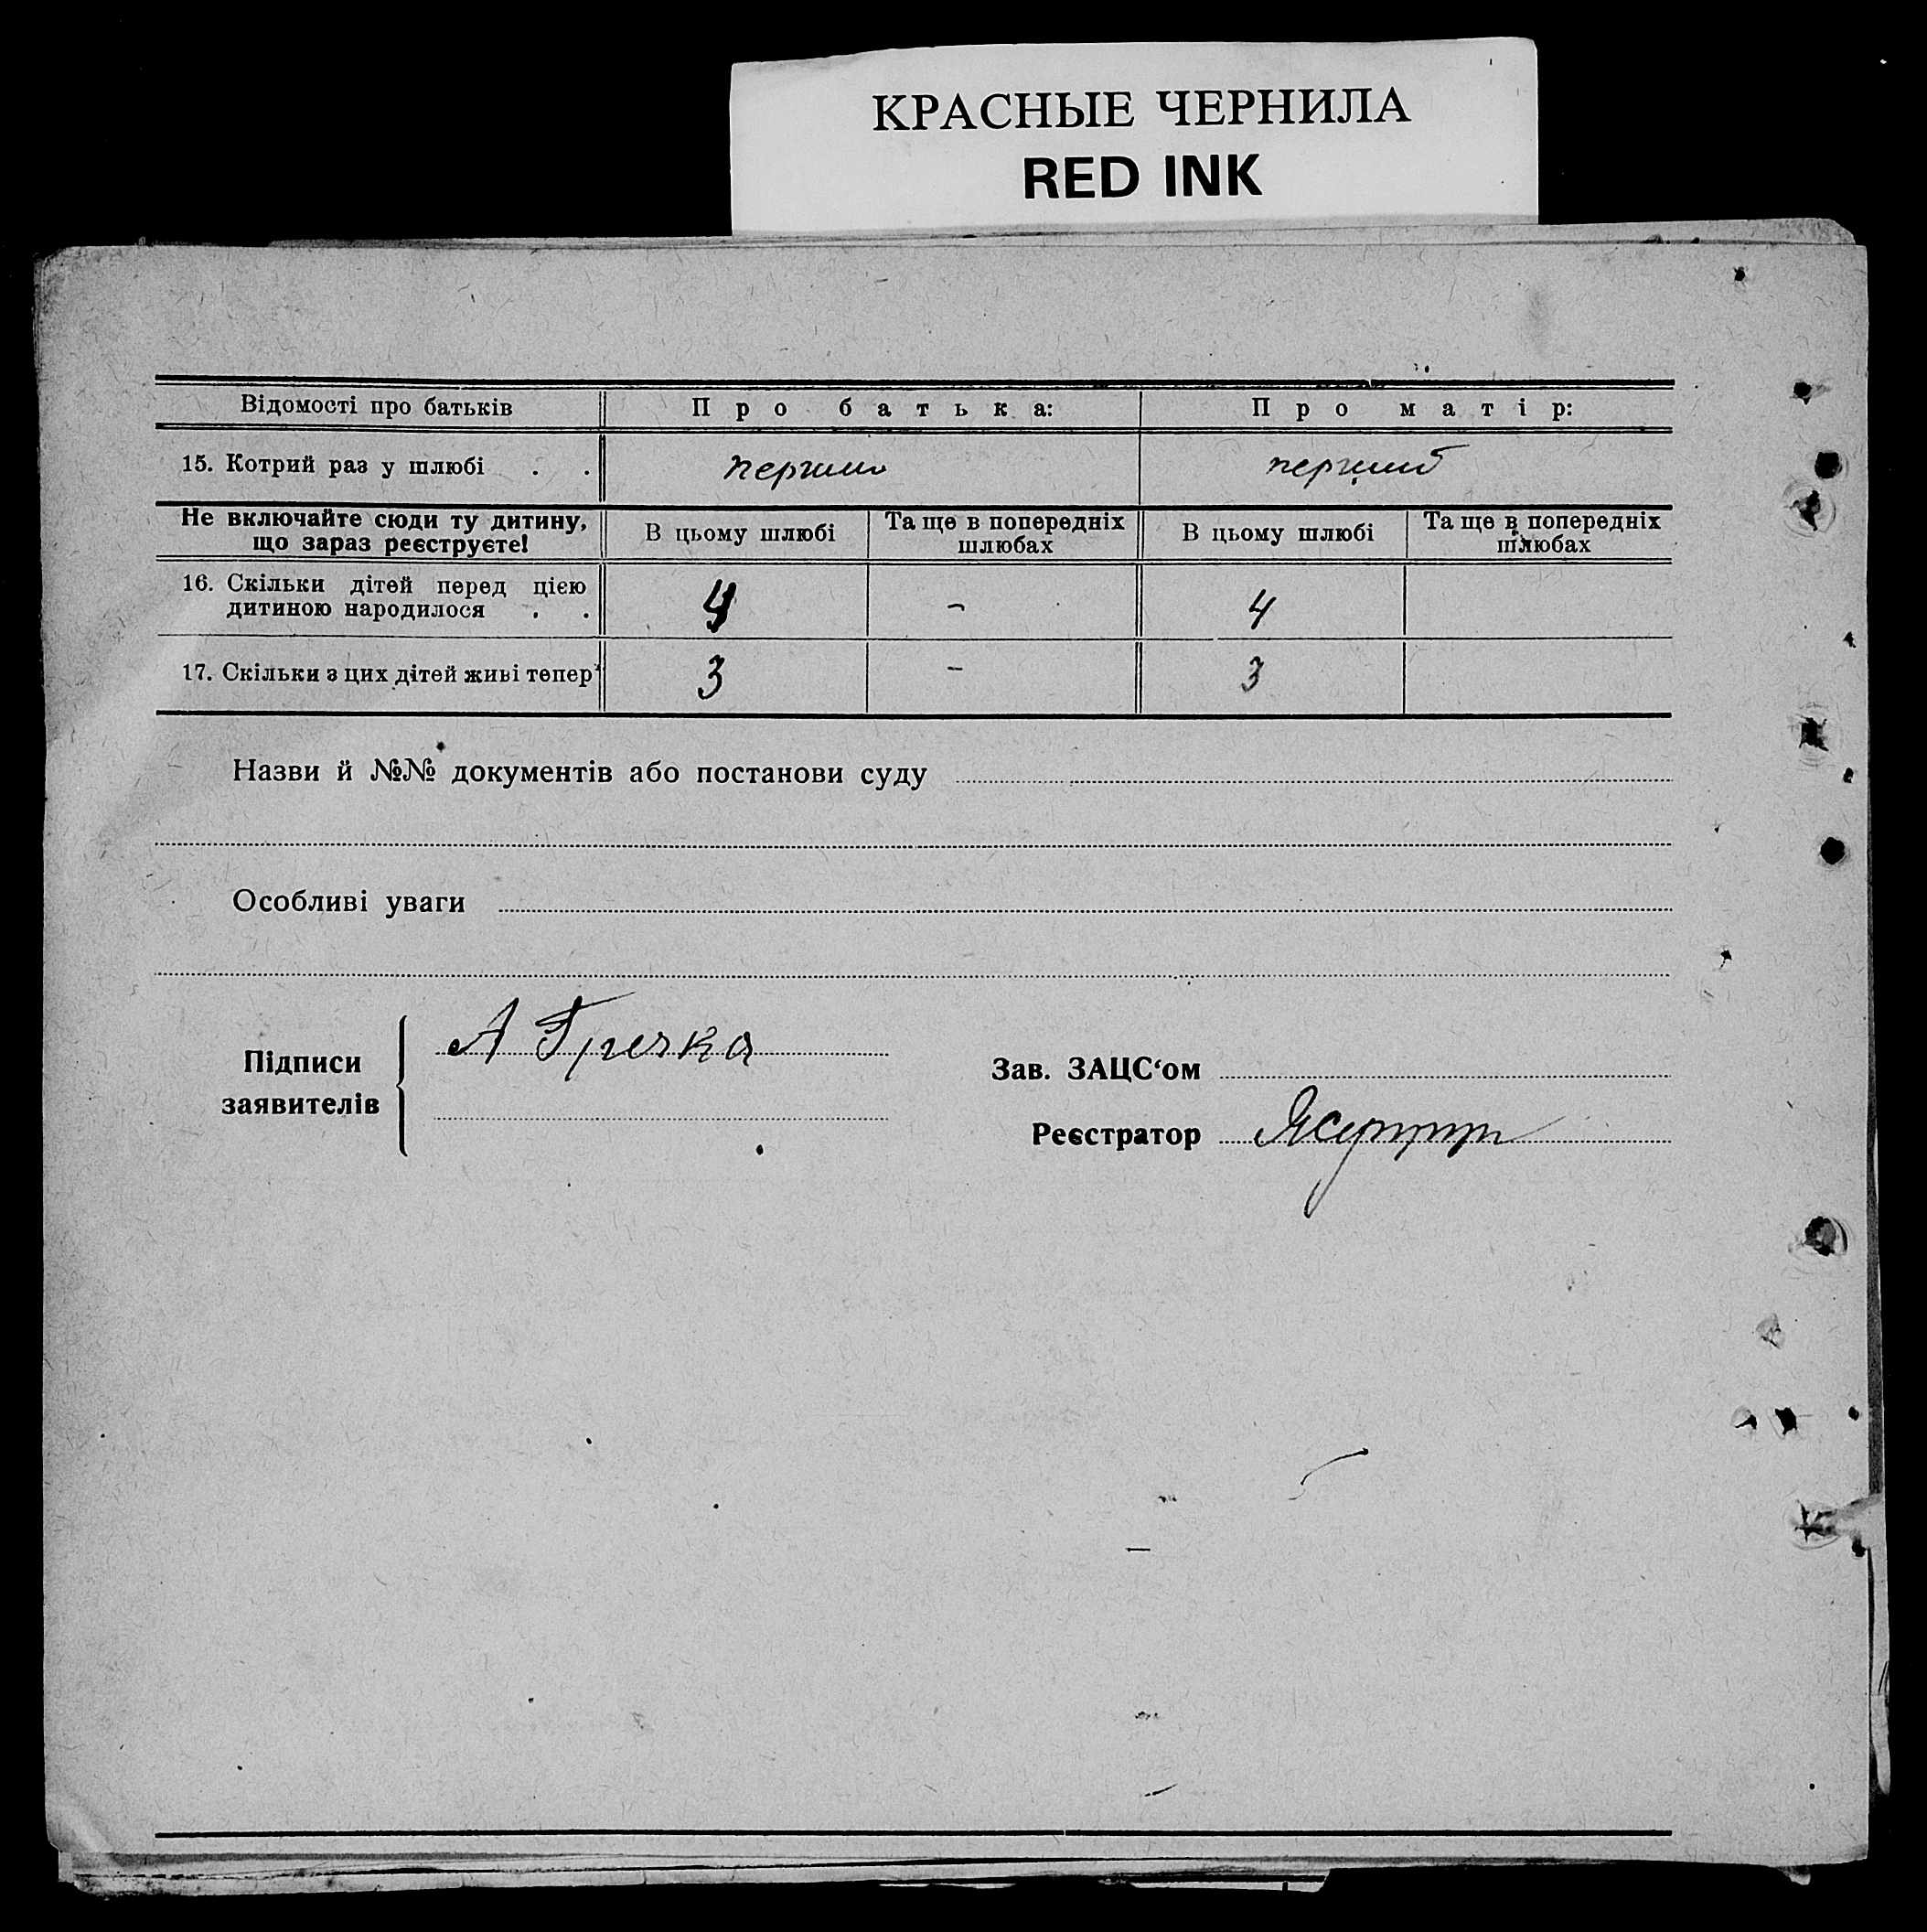 КРАСНЫЕ ЧЕРНИЛА
RED INK
Відомості про батьків Про батька: Про матір:
15. Котрий раз у шлюбі . . перший перший
Не включайте сюди ту дитину, що зараз реєструєте! В цьому шлюбі Та ще в попередніх шлюбах В цьому шлюбі Та ще в попередніх шлюбах
16. Скільки дітей перед цією
дитиною народилося . . 4 - 4
17. Скільки з цих дітей живі тепер 3 - 3
Назви й №№ документів або постанови суду
Особливі уваги
Підписи заявителів А Гречка
Зав. ЗАЦС‘ом
Реєстратор